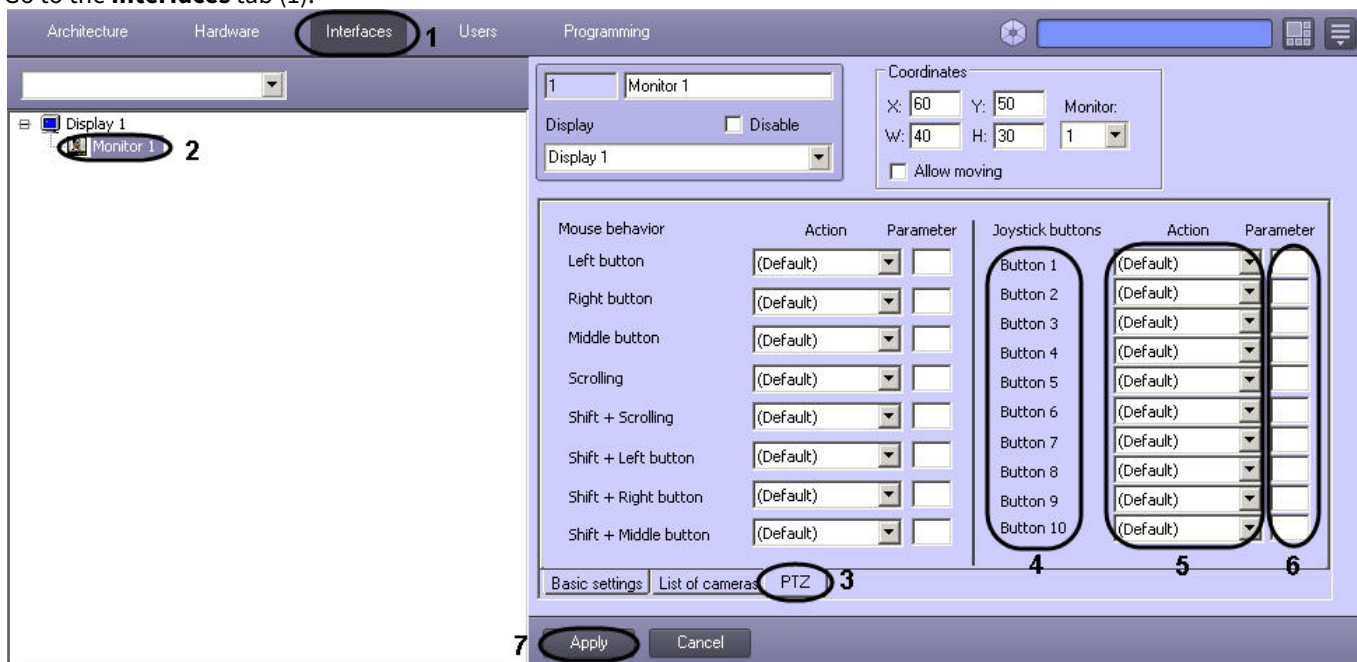 Go to the Interfaces tab (1).
Architecture Hardware Interfaces 1 Users Programming
1 Monitor 1
Display Disable
Display 1
Coordinates
X: 60 Y: 50 Monitor:
W: 40 H: 30 1
Allow moving
Display 1
Monitor 1 2
Mouse behavior Action Parameter Joystick buttons Action Parameter
Left button (Default) Button 1 (Default)
Right button (Default) Button 2 (Default)
Middle button (Default) Button 3 (Default)
Button 4 (Default)
Scrolling (Default) Button 5 (Default)
Shift + Scrolling (Default) Button 6 (Default)
Button 7 (Default)
Shift + Left button (Default) Button 8 (Default)
Shift + Right button (Default) Button 9 (Default)
Shift + Middle button (Default) Button 10 (Default)
4 5 6
Basic settings List of cameras PTZ 3
7 Apply Cancel